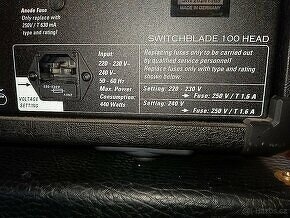 MADE IN GERMANY
Anode Fuse
Only replace with
250V / T 630 mA
type and rating!
SWITCHBLADE 100 HEAD
Input
220 - 230 V~
240 V~
50 - 60 Hz
Max. Power
Consumption:
440 Watts
Replacing fuses only to be carried out
by qualified service personnel!
Replace fuses only with exactly same
type and rating!
Setting: 220 - 230 V
Fuse: 250 V / T 1.6 A
Setting: 240 V
Fuse: 250 V / T 1.6 A
VOLTAGE
SETTING